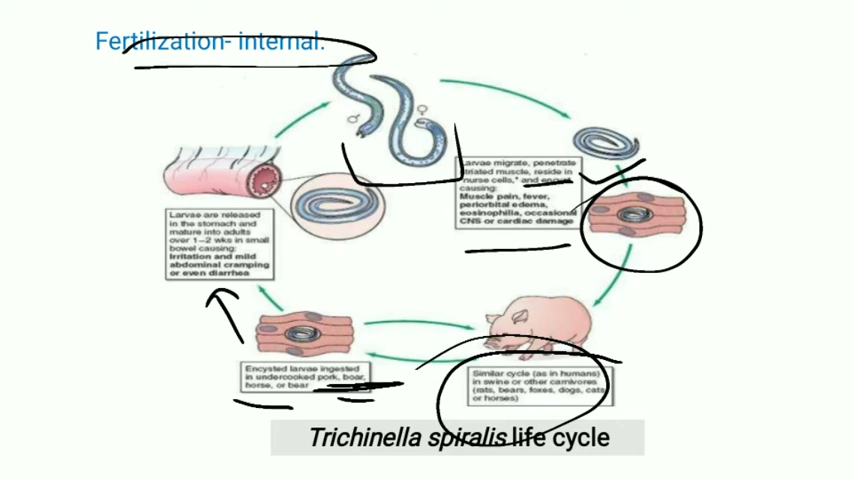 Fertilization- internal.
♂
♀
Larvae migrate, penetrate
striated muscle, reside in
"nurse cells," and encyst
causing:
Muscle pain, fever,
periorbital edema,
eosinophilia, occasional
CNS or cardiac damage
Larvae are released
in the stomach and
mature into adults
over 1–2 wks in small
bowel causing:
Irritation and mild
abdominal cramping
or even diarrhea
Encysted larvae ingested
in undercooked pork, boar,
horse, or bear
Similar cycle (as in humans)
in swine or other carnivores
(rats, bears, foxes, dogs, cats
or horses)
Trichinella spiralis life cycle